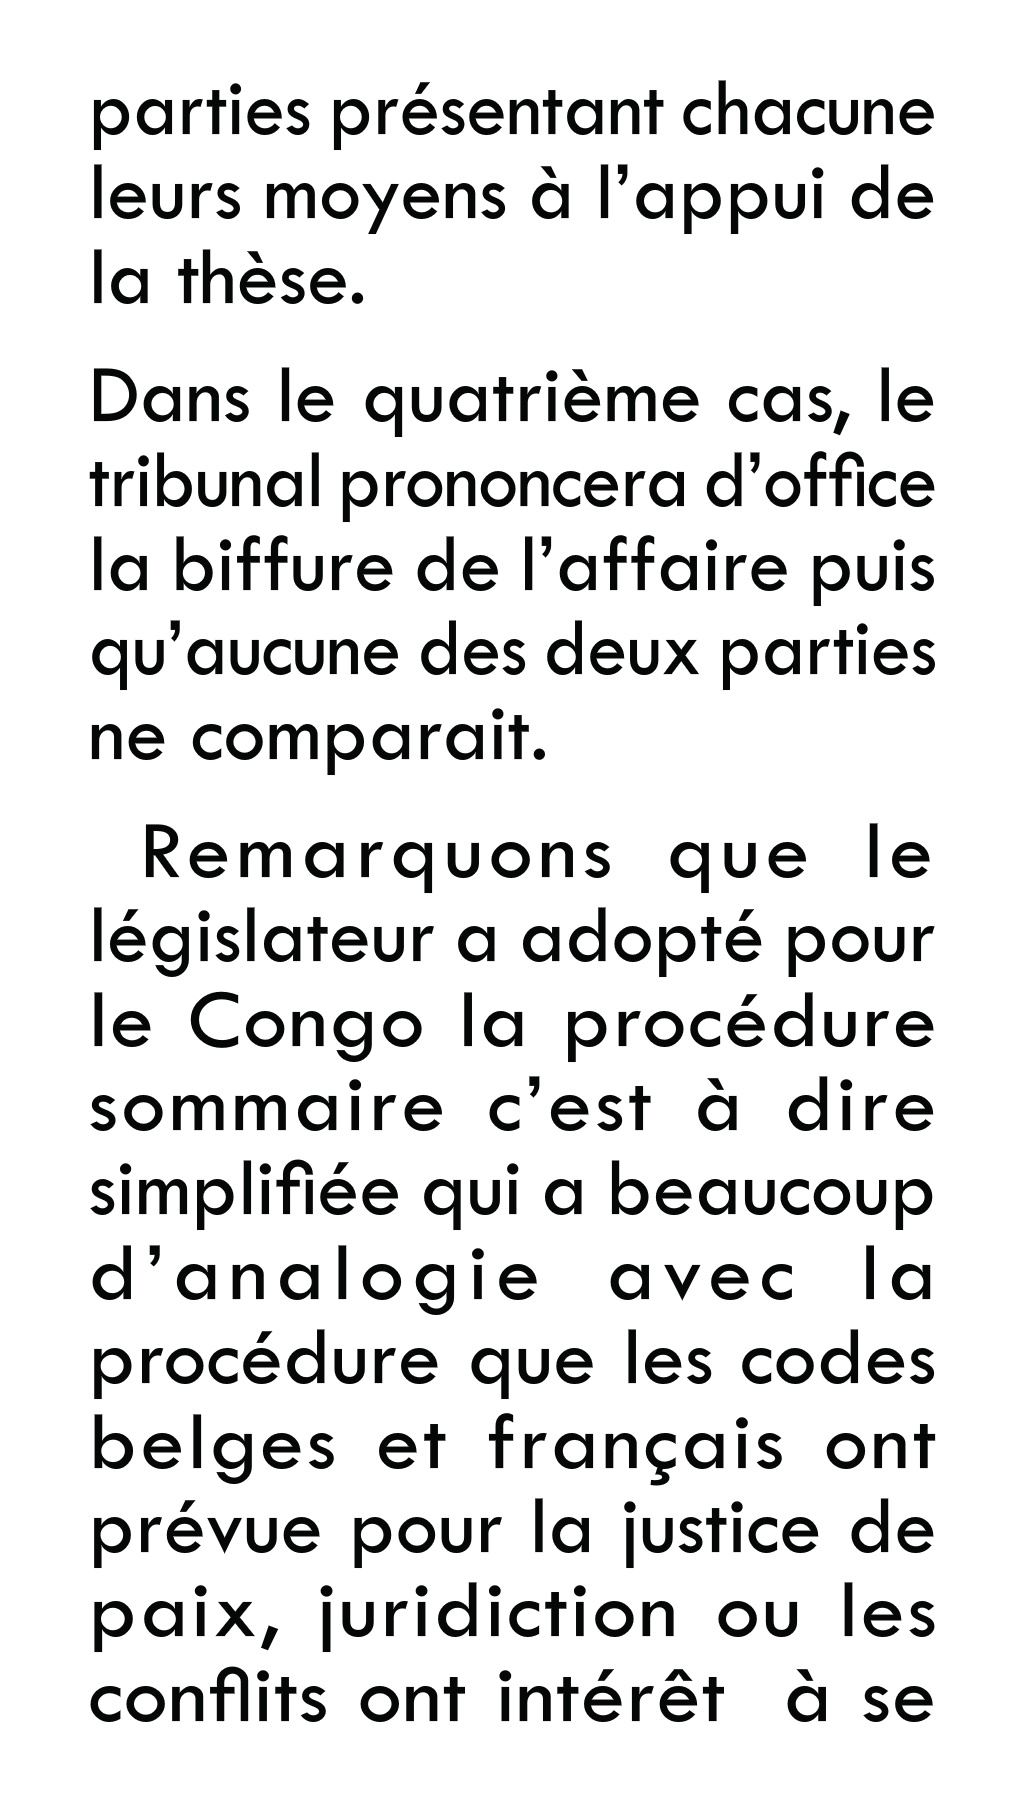 parties présentant chacune
leurs moyens à l’appui de
la thèse.
Dans le quatrième cas, le
tribunal prononcera d’office
la biffure de l’affaire puis
qu’aucune des deux parties
ne comparait.
Remarquons que le
législateur a adopté pour
le Congo la procédure
sommaire c’est à dire
simplifiée qui a beaucoup
d’analogie avec la
procédure que les codes
belges et français ont
prévue pour la justice de
paix, juridiction ou les
conflits ont intérêt à se